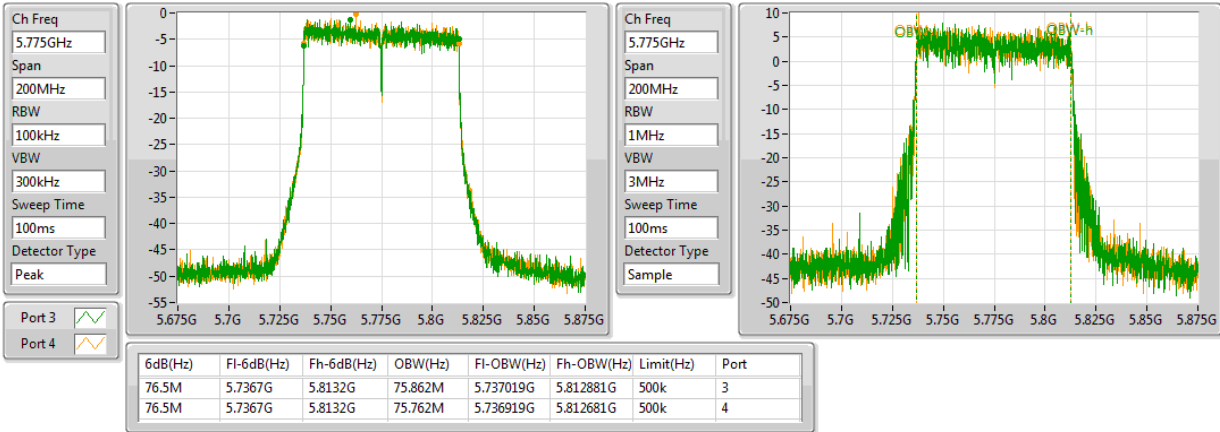 Ch Freq
5.775GHz
Span
200MHz
RBW
100kHz
VBW
300kHz
Sweep Time
100ms
Detector Type
Peak
Port 3
Port 4
0
-5
-10
-15
-20
-25
-30
-35
-40
-45
-50
-55
5.675G 5.7G 5.725G 5.75G 5.775G 5.8G 5.825G 5.85G 5.875G
Ch Freq
5.775GHz
Span
200MHz
RBW
1MHz
VBW
3MHz
Sweep Time
100ms
Detector Type
Sample
10
5
0
-5
-10
-15
-20
-25
-30
-35
-40
-45
-50
OBW-h
5.675G 5.7G 5.725G 5.75G 5.775G 5.8G 5.825G 5.85G 5.875G
6dB(Hz) Fl-6dB(Hz) Fh-6dB(Hz) OBW(Hz) Fl-OBW(Hz) Fh-OBW(Hz) Limit(Hz) Port
76.5M 5.7367G 5.8132G 75.862M 5.737019G 5.812881G 500k 3
76.5M 5.7367G 5.8132G 75.762M 5.736919G 5.812681G 500k 4